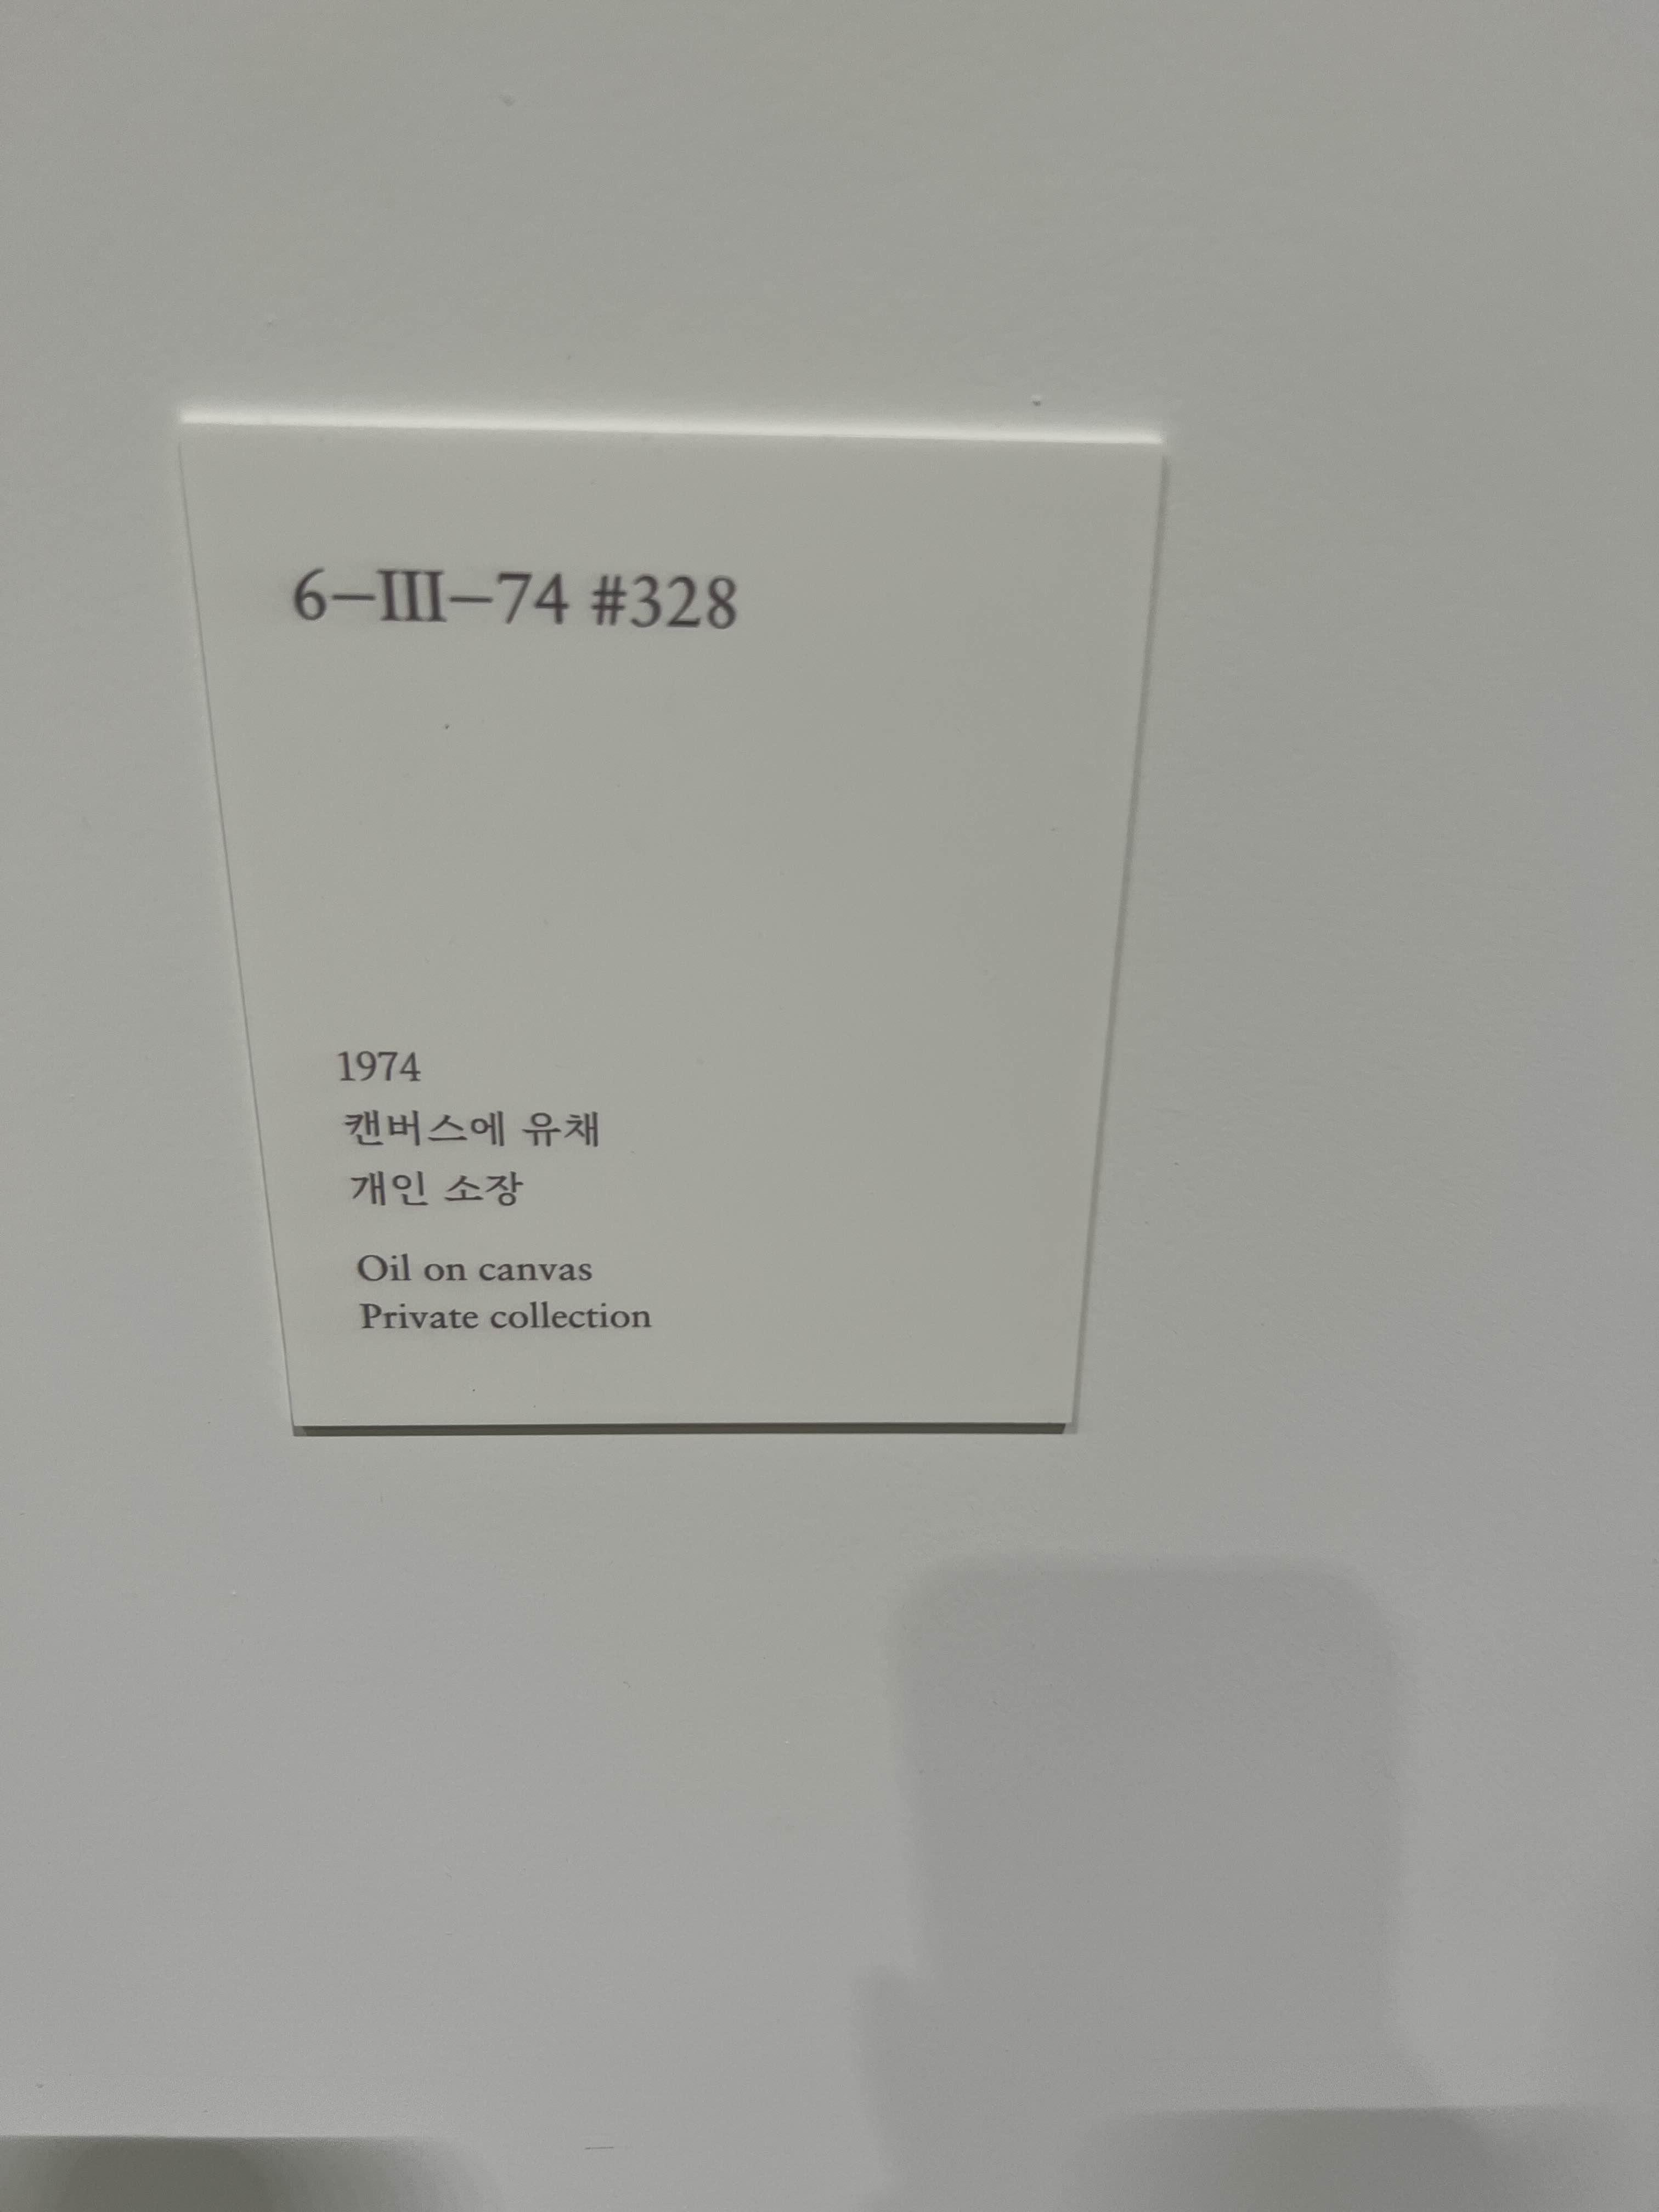 6–III–74 #328
1974
캔버스에 유채
개인 소장
Oil on canvas
Private collection